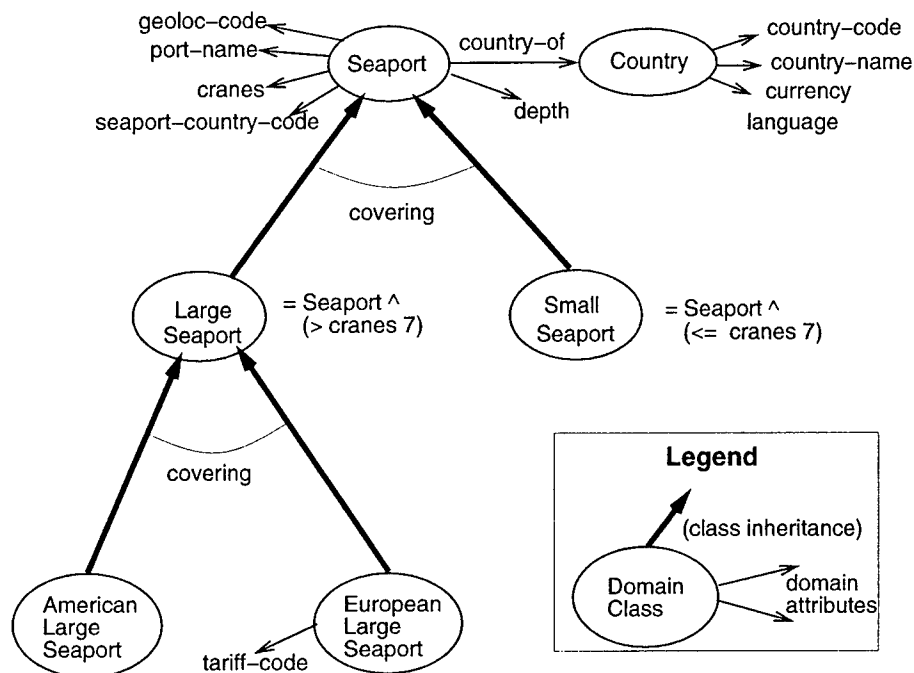 geoloc-code
port-name
cranes
seaport-country-code
Seaport
country-of
depth
Country
country-code
country-name
currency
language
covering
Large
Seaport
= Seaport ^
(> cranes 7)
Small
Seaport
= Seaport ^
(<= cranes 7)
covering
American
Large
Seaport
European
Large
Seaport
tariff-code
Legend
(class inheritance)
Domain
Class
domain
attributes